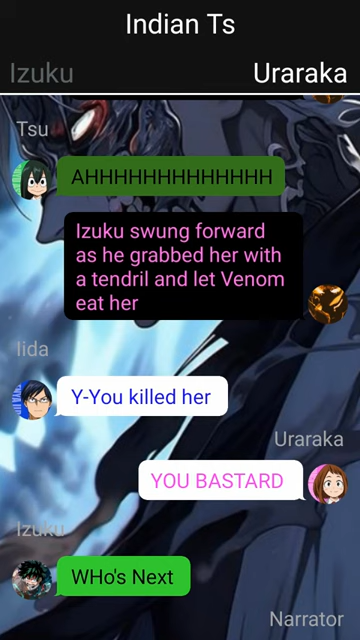 Indian Ts
Izuku
Uraraka
Tsu
AHHHHHHHHHHHHHH
Izuku swung forward
as he grabbed her with
a tendril and let Venom
eat her
Iida
Y-You killed her
Uraraka
YOU BASTARD
Izuku
WHo's Next
Narrator